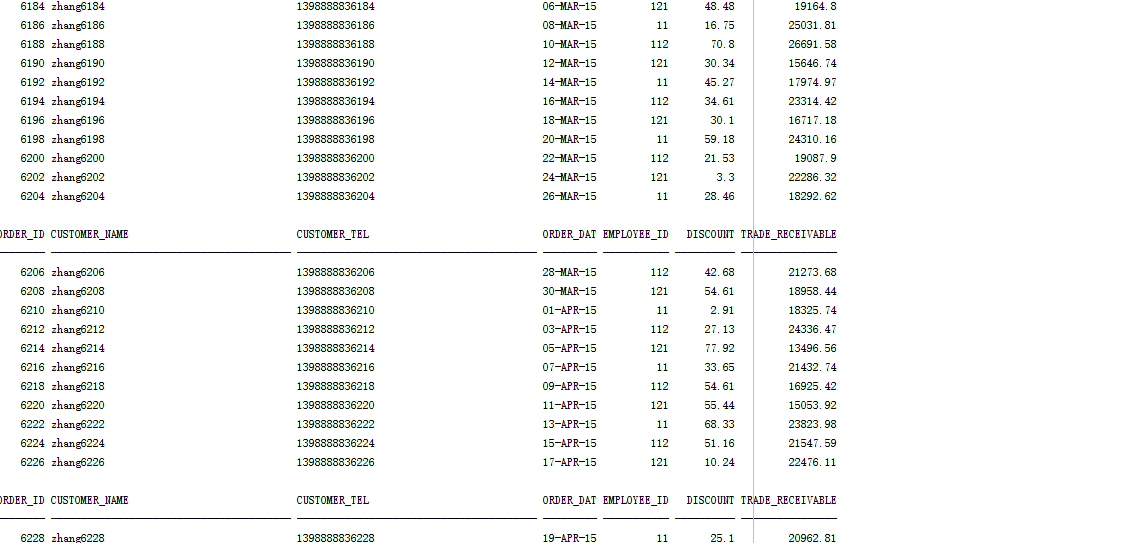 6184 zhang6184 1398888836184 06-MAR-15 121 48.48 19164.8
6186 zhang6186 1398888836186 08-MAR-15 11 16.75 25031.81
6188 zhang6188 1398888836188 10-MAR-15 112 70.8 26691.58
6190 zhang6190 1398888836190 12-MAR-15 121 30.34 15646.74
6192 zhang6192 1398888836192 14-MAR-15 11 45.27 17974.97
6194 zhang6194 1398888836194 16-MAR-15 112 34.61 23314.42
6196 zhang6196 1398888836196 18-MAR-15 121 30.1 16717.18
6198 zhang6198 1398888836198 20-MAR-15 11 59.18 24310.16
6200 zhang6200 1398888836200 22-MAR-15 112 21.53 19087.9
6202 zhang6202 1398888836202 24-MAR-15 121 3.3 22286.32
6204 zhang6204 1398888836204 26-MAR-15 11 28.46 18292.62
ORDER_ID CUSTOMER_NAME CUSTOMER_TEL ORDER_DAT EMPLOYEE_ID DISCOUNT TRADE_RECEIVABLE
6206 zhang6206 1398888836206 28-MAR-15 112 42.68 21273.68
6208 zhang6208 1398888836208 30-MAR-15 121 54.61 18958.44
6210 zhang6210 1398888836210 01-APR-15 11 2.91 18325.74
6212 zhang6212 1398888836212 03-APR-15 112 27.13 24336.47
6214 zhang6214 1398888836214 05-APR-15 121 77.92 13496.56
6216 zhang6216 1398888836216 07-APR-15 11 33.65 21432.74
6218 zhang6218 1398888836218 09-APR-15 112 54.61 16925.42
6220 zhang6220 1398888836220 11-APR-15 121 55.44 15053.92
6222 zhang6222 1398888836222 13-APR-15 11 68.33 23823.98
6224 zhang6224 1398888836224 15-APR-15 112 51.16 21547.59
6226 zhang6226 1398888836226 17-APR-15 121 10.24 22476.11
ORDER_ID CUSTOMER_NAME CUSTOMER_TEL ORDER_DAT EMPLOYEE_ID DISCOUNT TRADE_RECEIVABLE
6228 zhang6228 1398888836228 19-APR-15 11 25.1 20962.81